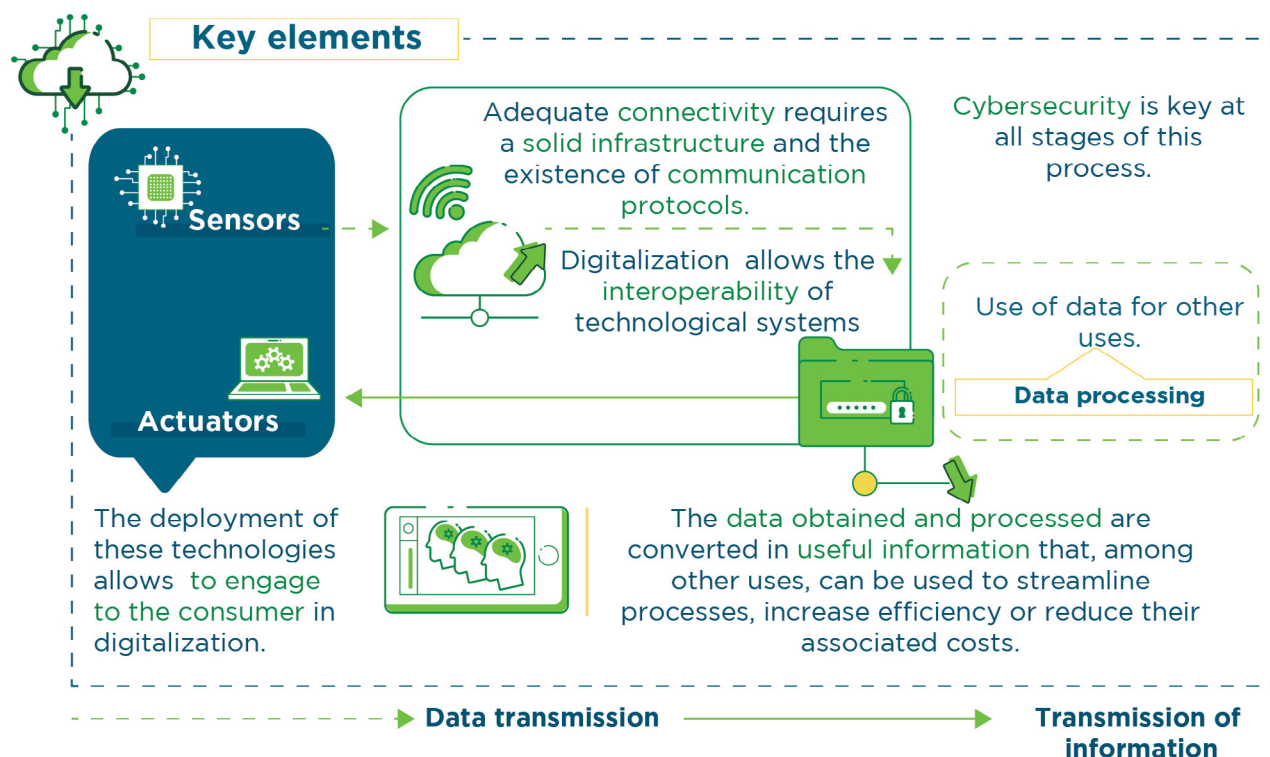 Key elements
Sensors
Actuators
The deployment of
these technologies
allows to engage
to the consumer in
digitalization.
Adequate connectivity requires
a solid infrastructure and the
existence of communication
protocols.
Digitalization allows the
interoperability of
technological systems
Cybersecurity is key at
all stages of this
process.
Use of data for other
uses.
Data processing
The data obtained and processed are
converted in useful information that, among
other uses, can be used to streamline
processes, increase efficiency or reduce their
associated costs.
Data transmission
Transmission of
information